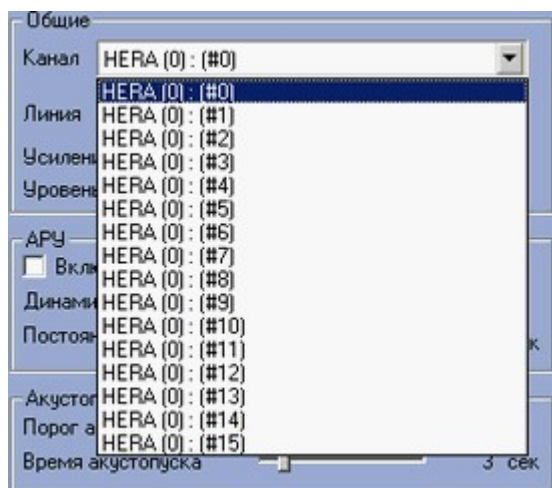 Общие
Канал HERA (0) : (#0)
HERA (0) : (#0)
Линия HERA (0) : (#1)
HERA (0) : (#2)
HERA (0) : (#3)
HERA (0) : (#4)
HERA (0) : (#5)
HERA (0) : (#6)
АРУ
HERA (0) : (#7)
HERA (0) : (#8)
HERA (0) : (#9)
HERA (0) : (#10)
HERA (0) : (#11)
HERA (0) : (#12)
HERA (0) : (#13)
HERA (0) : (#14)
Порог
HERA (0) : (#15)
Время акустопуска 3 сек